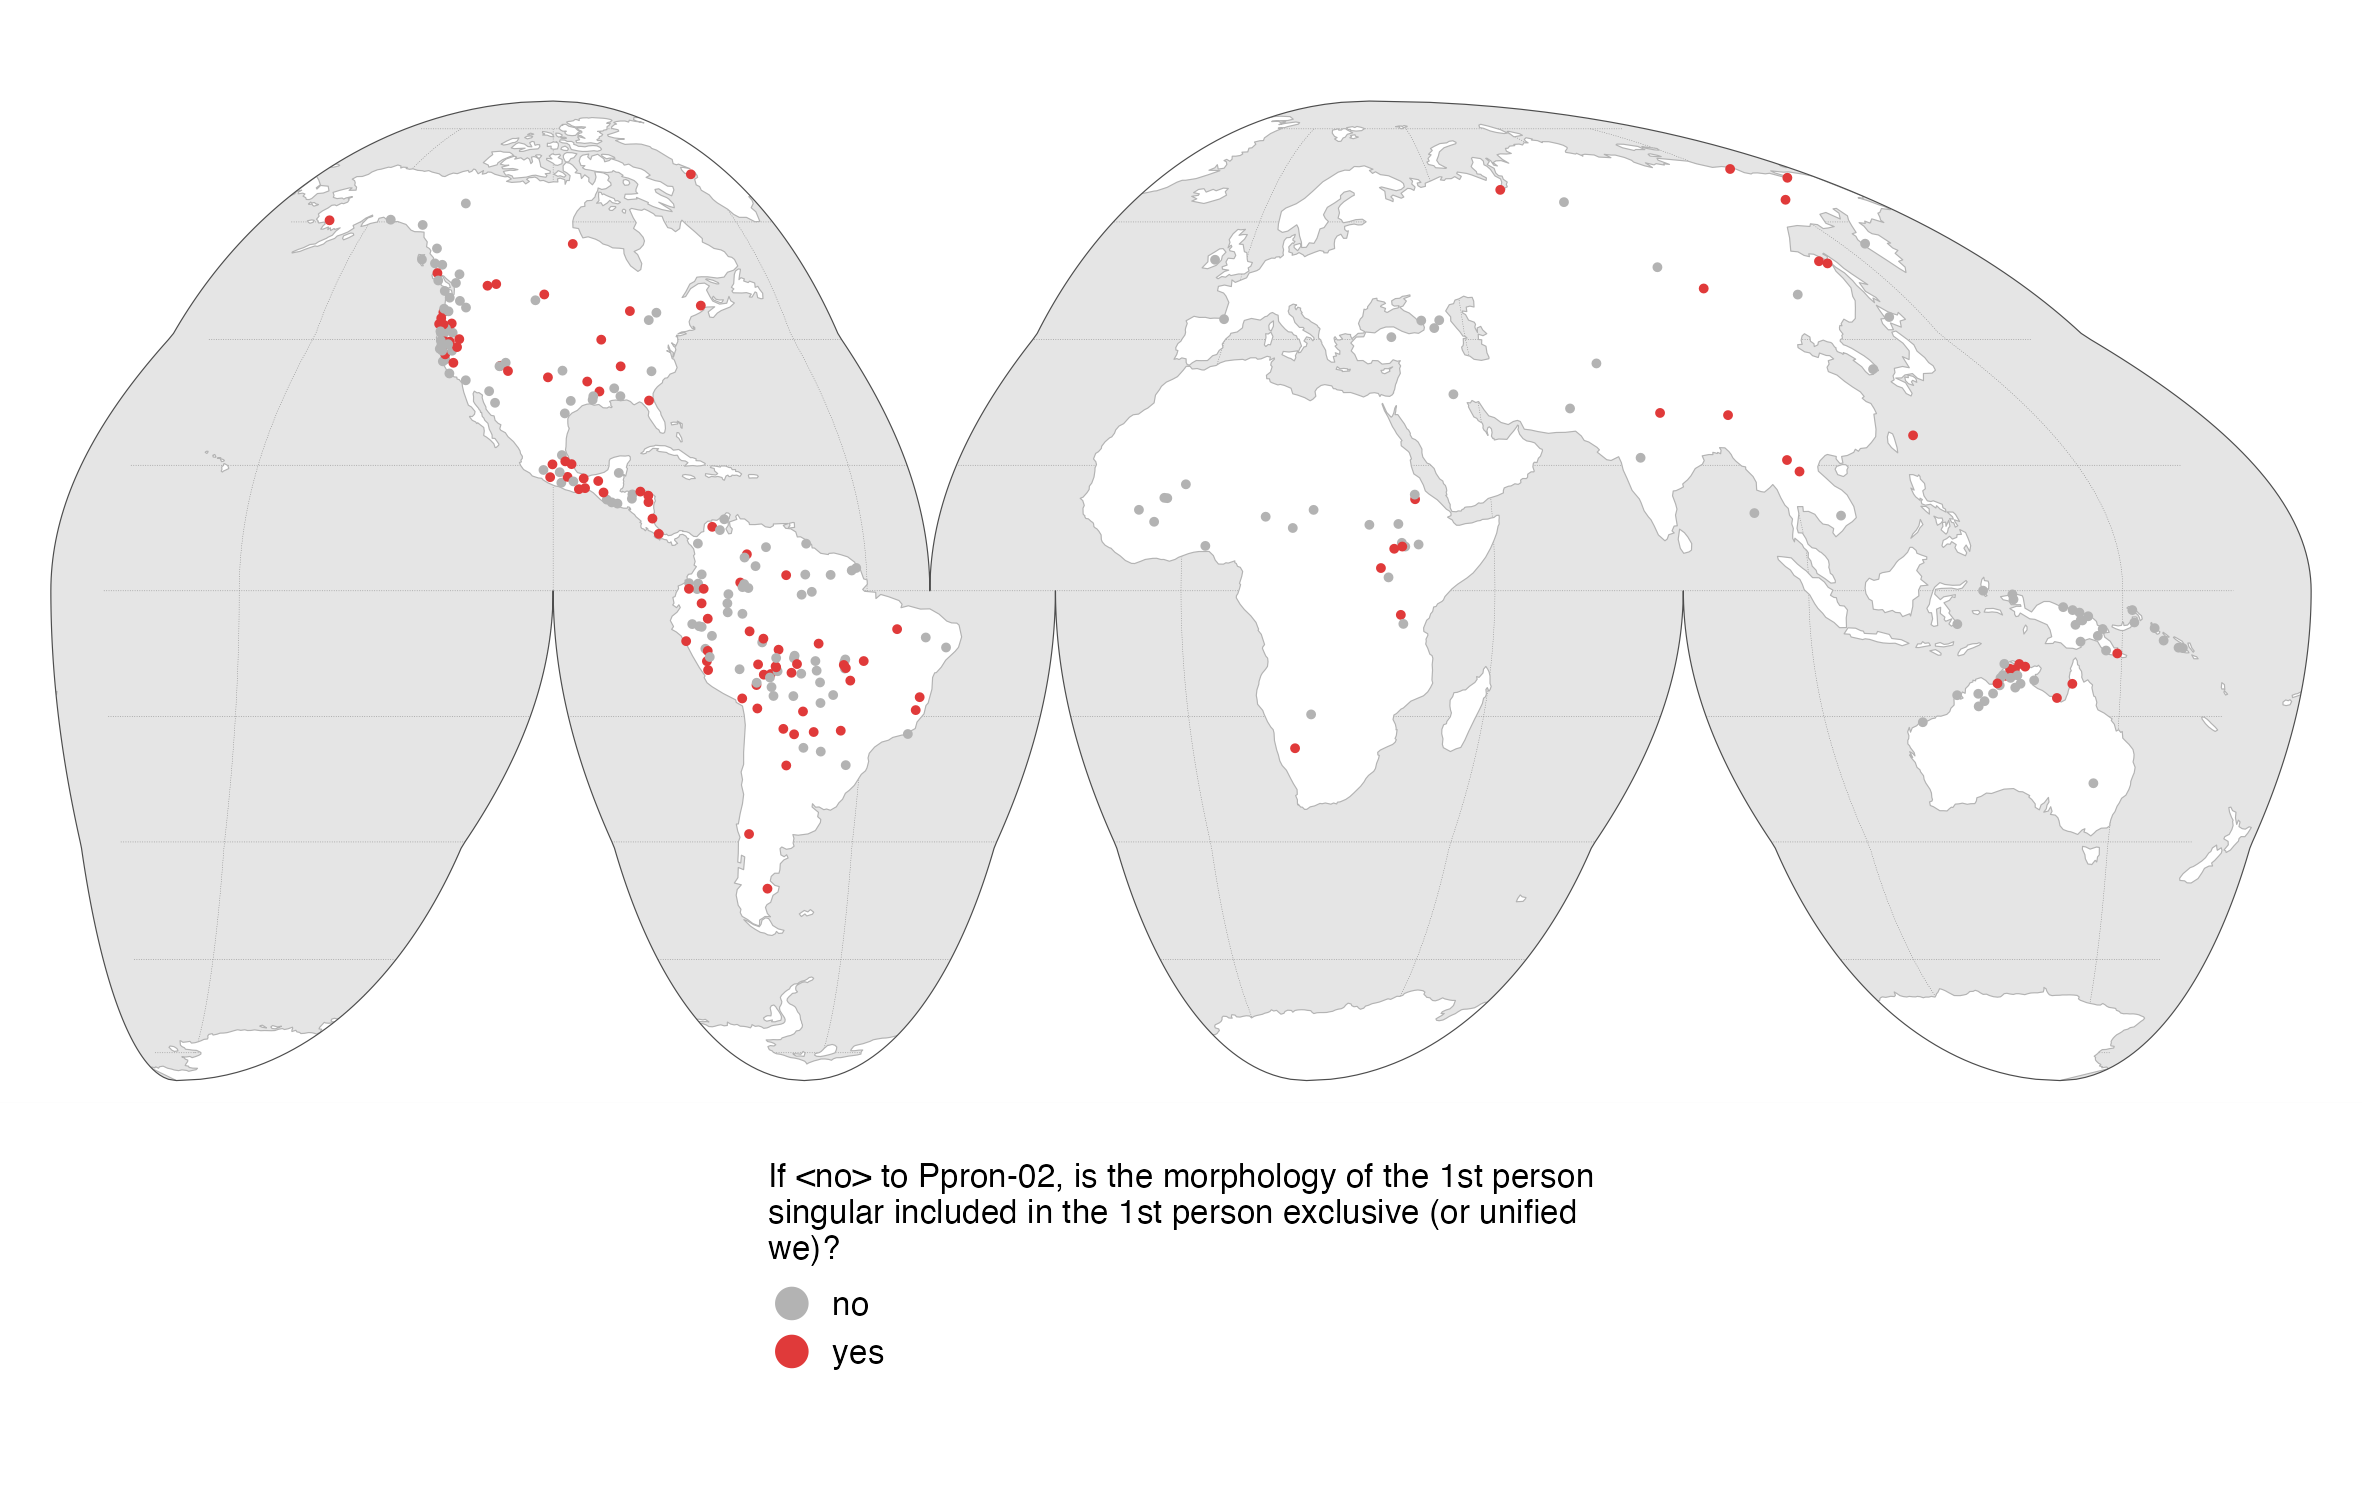 If <no> to Ppron-02, is the morphology of the 1st person
singular included in the 1st person exclusive (or unified
we)?
no
yes